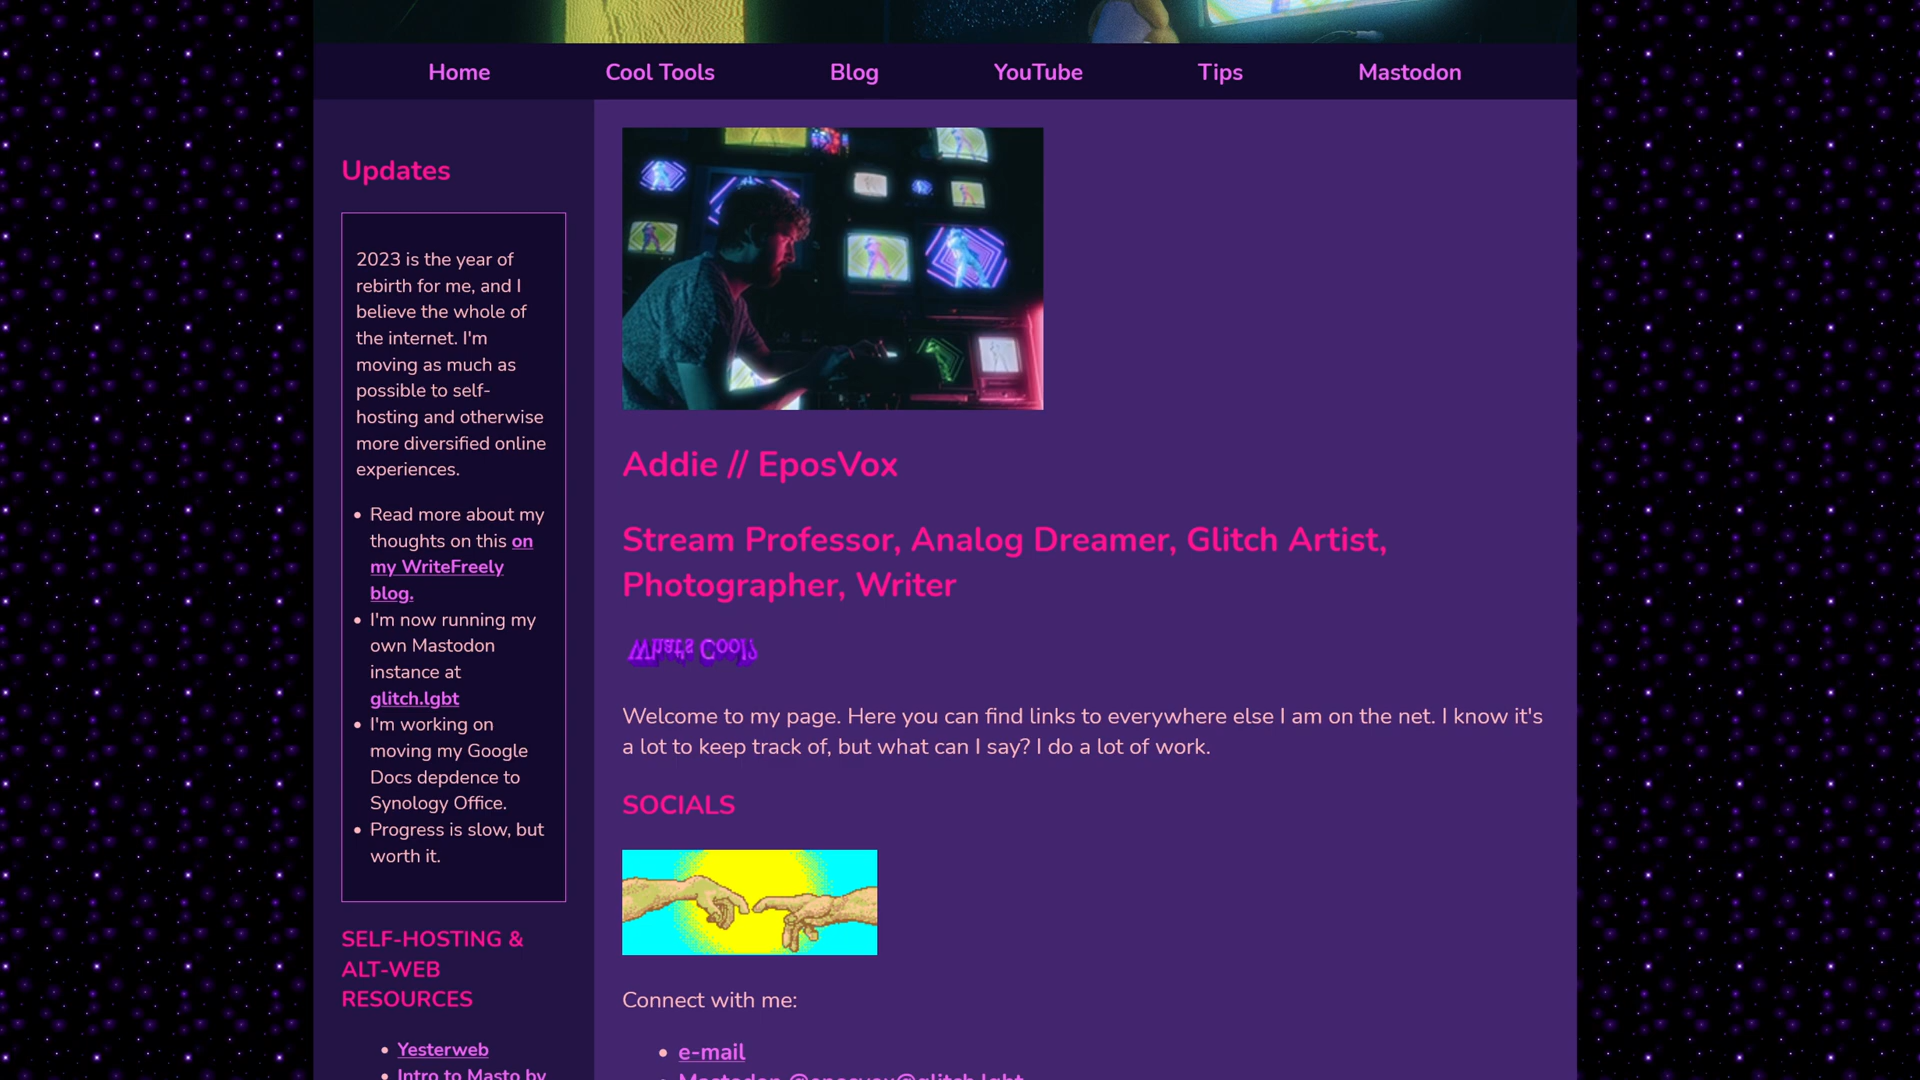 Home Cool Tools Blog YouTube Tips Mastodon
Updates
2023 is the year of
rebirth for me, and I
believe the whole of
the internet. I'm
moving as much as
possible to self-
hosting and otherwise
more diversified online
experiences.
Read more about my
thoughts on this on
my WriteFreely
blog.
I'm now running my
own Mastodon
instance at
glitch.lgbt
I'm working on
moving my Google
Docs depdence to
Synology Office.
Progress is slow, but
worth it.
SELF-HOSTING &
ALT-WEB
RESOURCES
Yesterweb
Intro to Masto by
Addie // EposVox
Stream Professor, Analog Dreamer, Glitch Artist,
Photographer, Writer
What's Cool?
Welcome to my page. Here you can find links to everywhere else I am on the net. I know it's
a lot to keep track of, but what can I say? I do a lot of work.
SOCIALS
Connect with me:
e-mail
Mastodon @eposvox@glitch.lgbt